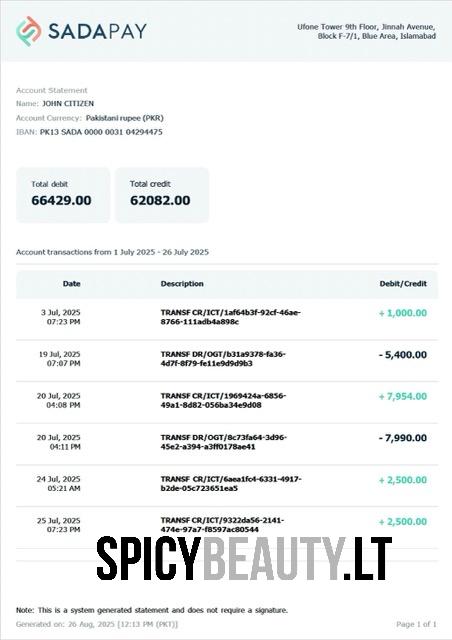 SADAPAY
Ufone Tower 9th Floor, Jinnah Avenue,
Block F-7/1, Blue Area, Islamabad
Account Statement
Name: JOHN CITIZEN
Account Currency: Pakistani rupee (PKR)
IBAN: PK13 SADA 0000 0031 04294475
Total debit
66429.00
Total credit
62082.00
Account transactions from 1 July 2025 - 26 July 2025
Date Description Debit/Credit
3 Jul, 2025 TRANSF CR/ICT/1af64b3f-92cf-46ae- + 1,000.00
07:23 PM 8766-111adb4a898c
19 Jul, 2025 TRANSF DR/OGT/b31a9378-fa36- - 5,400.00
07:07 PM 4d7f-8f79-fe11e9d9d9b3
20 Jul, 2025 TRANSF CR/ICT/1969424a-6856- + 7,954.00
04:08 PM 49a1-8d82-056ba34e9d08
20 Jul, 2025 TRANSF DR/OGT/8c73fa64-3d96- - 7,990.00
04:11 PM 45e2-a394-a3ff0178ae41
24 Jul, 2025 TRANSF CR/ICT/6aea1fc4-6331-4917- + 2,500.00
05:21 AM b2de-05c723651ea5
25 Jul, 2025 TRANSF CR/ICT/9322da56-2141- + 2,500.00
07:23 PM 474e-97a7-f8597ac80544
SPICYBEAUTY.LT
Note: This is a system generated statement and does not require a signature.
Generated on: 26 Aug, 2025 [12:13 PM (PKT)]
Page 1 of 1